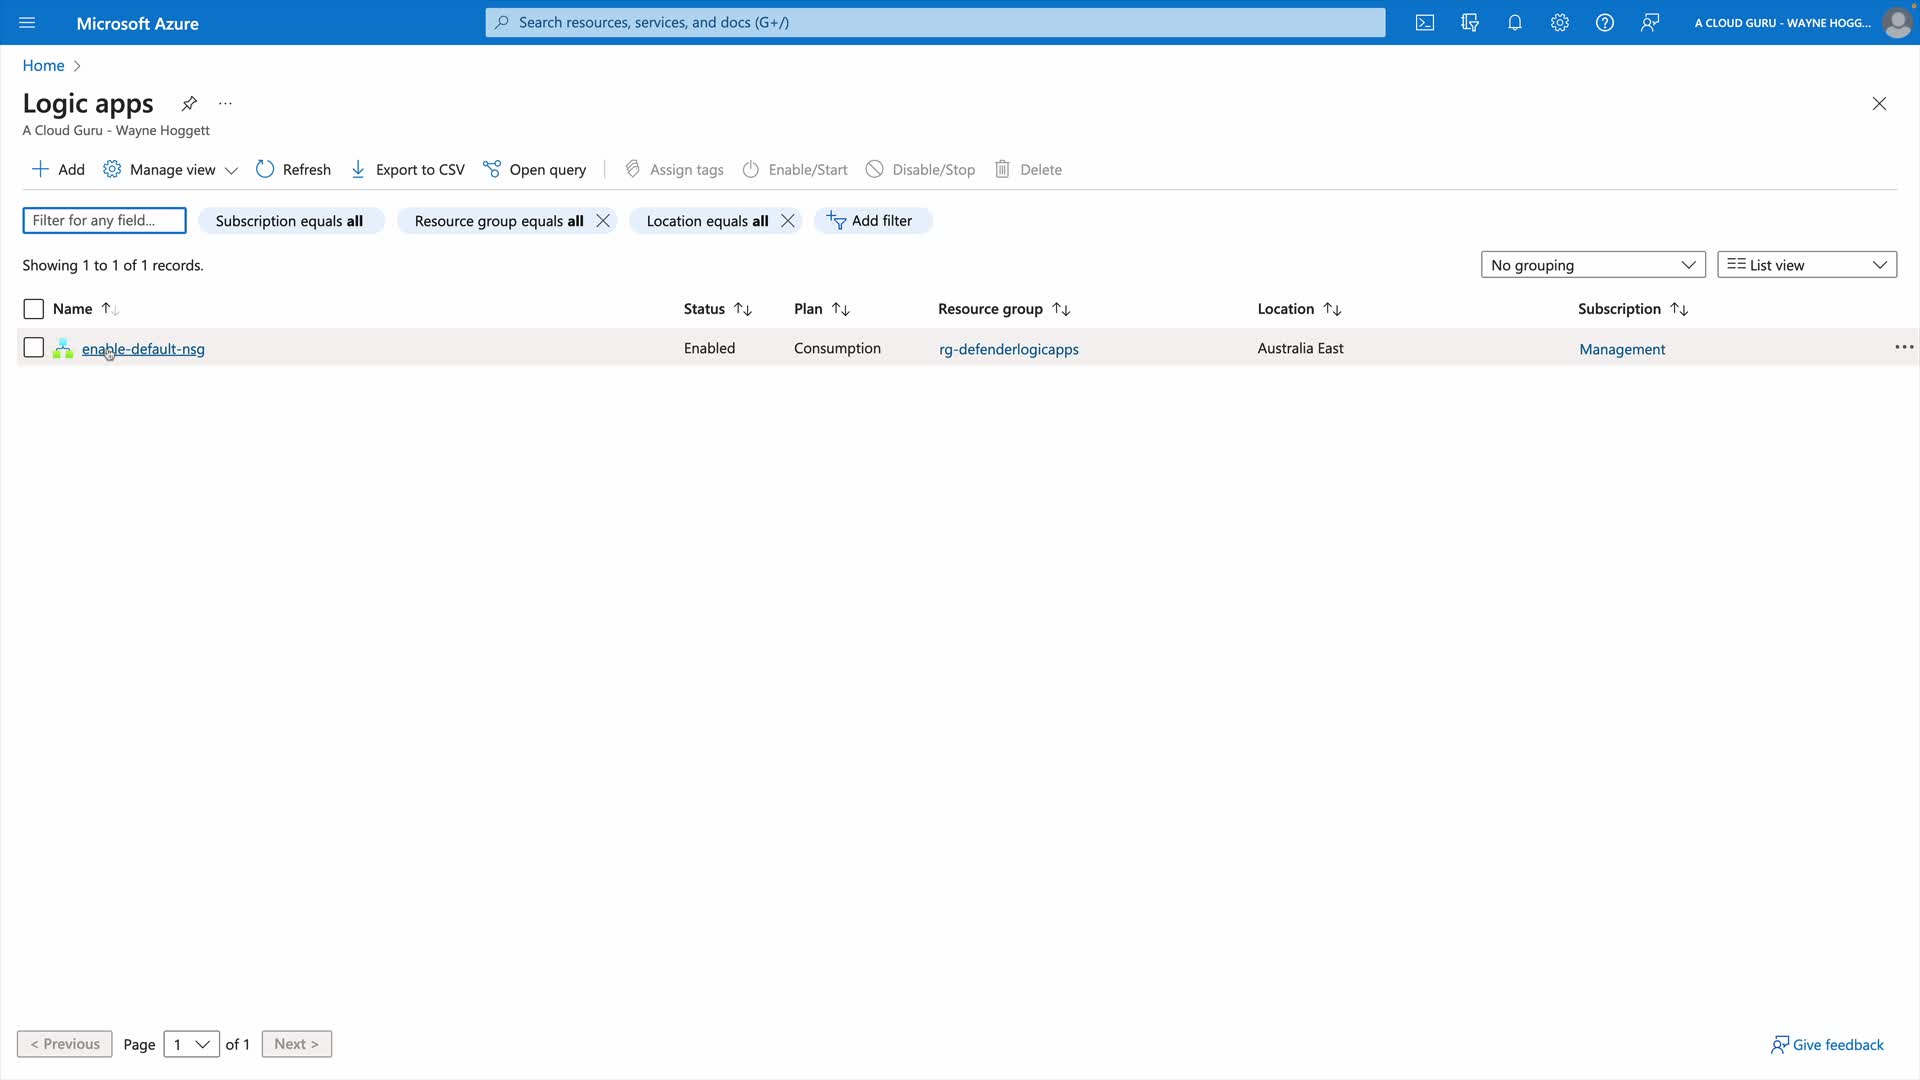 Microsoft Azure
Search resources, services, and docs (G+/)
A CLOUD GURU - WAYNE HOGG...
Home
Logic apps
A Cloud Guru - Wayne Hoggett
Add
Manage view
Refresh
Export to CSV
Open query
Assign tags
Enable/Start
Disable/Stop
Delete
Filter for any field...
Subscription equals all
Resource group equals all
Location equals all
Add filter
Showing 1 to 1 of 1 records.
No grouping
List view
Name
Status
Plan
Resource group
Location
Subscription
enable-default-nsg
Enabled
Consumption
rg-defenderlogicapps
Australia East
Management
< Previous
Page
1
of 1
Next >
Give feedback